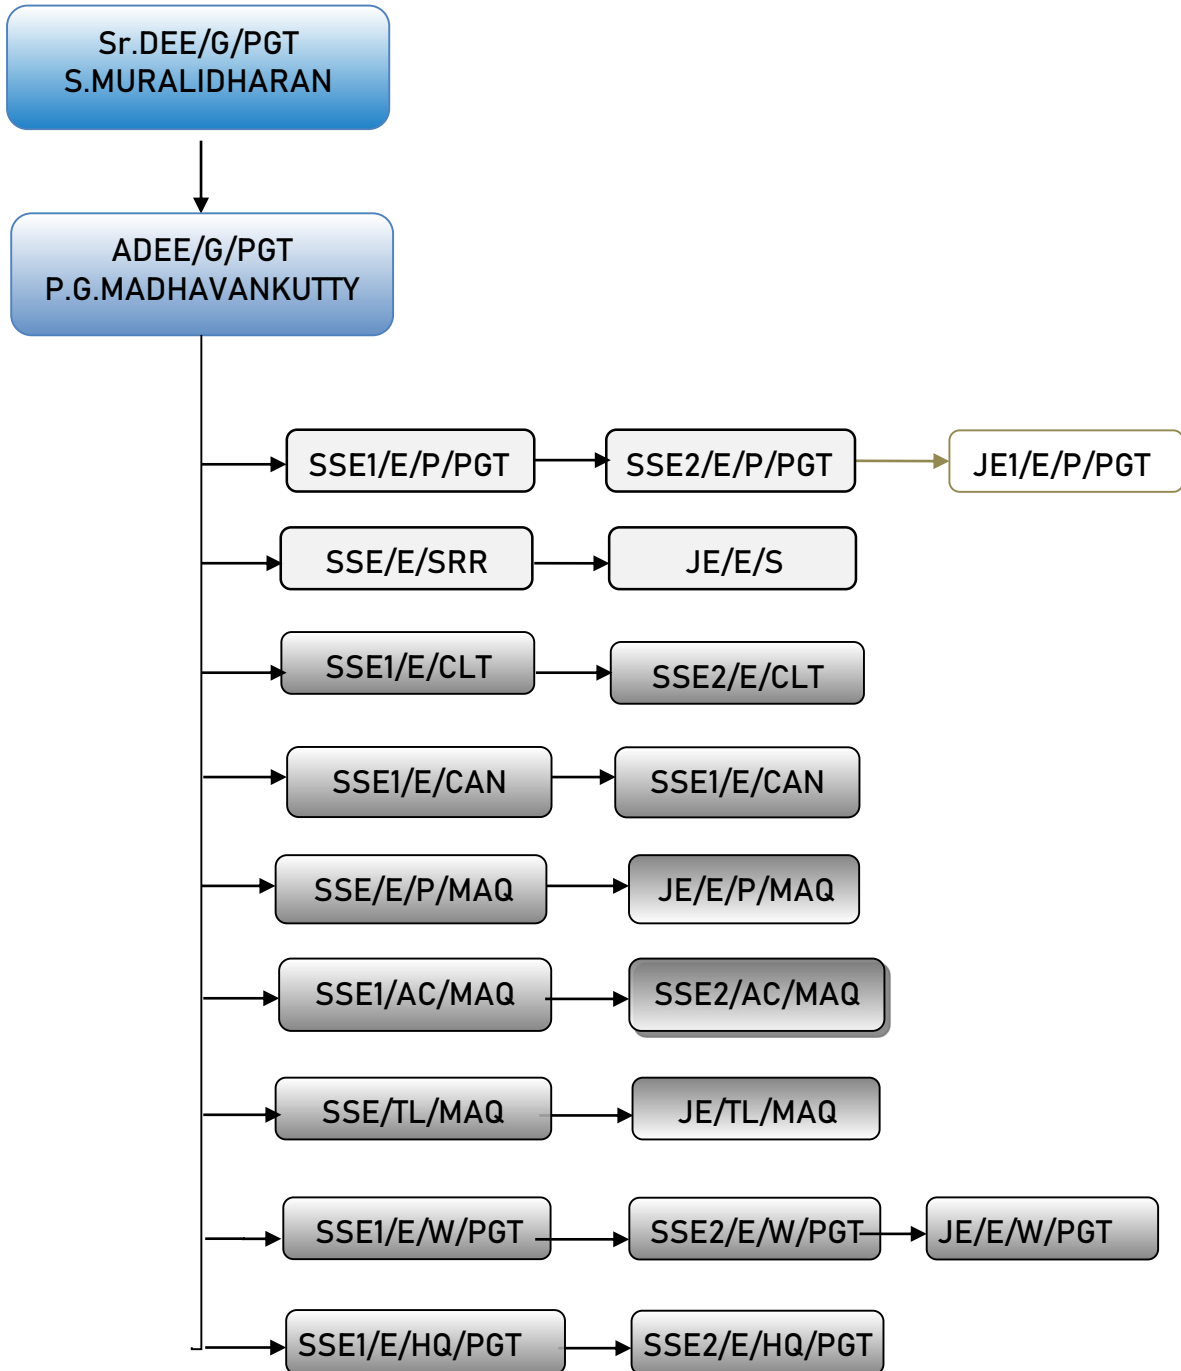 Sr.DEE/G/PGT
S.MURALIDHARAN
ADEE/G/PGT
P.G.MADHAVANKUTTY
SSE1/E/P/PGT
SSE2/E/P/PGT
JE1/E/P/PGT
SSE/E/SRR
JE/E/S
SSE1/E/CLT
SSE2/E/CLT
SSE1/E/CAN
SSE1/E/CAN
SSE/E/P/MAQ
JE/E/P/MAQ
SSE1/AC/MAQ
SSE2/AC/MAQ
SSE/TL/MAQ
JE/TL/MAQ
SSE1/E/W/PGT
SSE2/E/W/PGT
JE/E/W/PGT
SSE1/E/HQ/PGT
SSE2/E/HQ/PGT